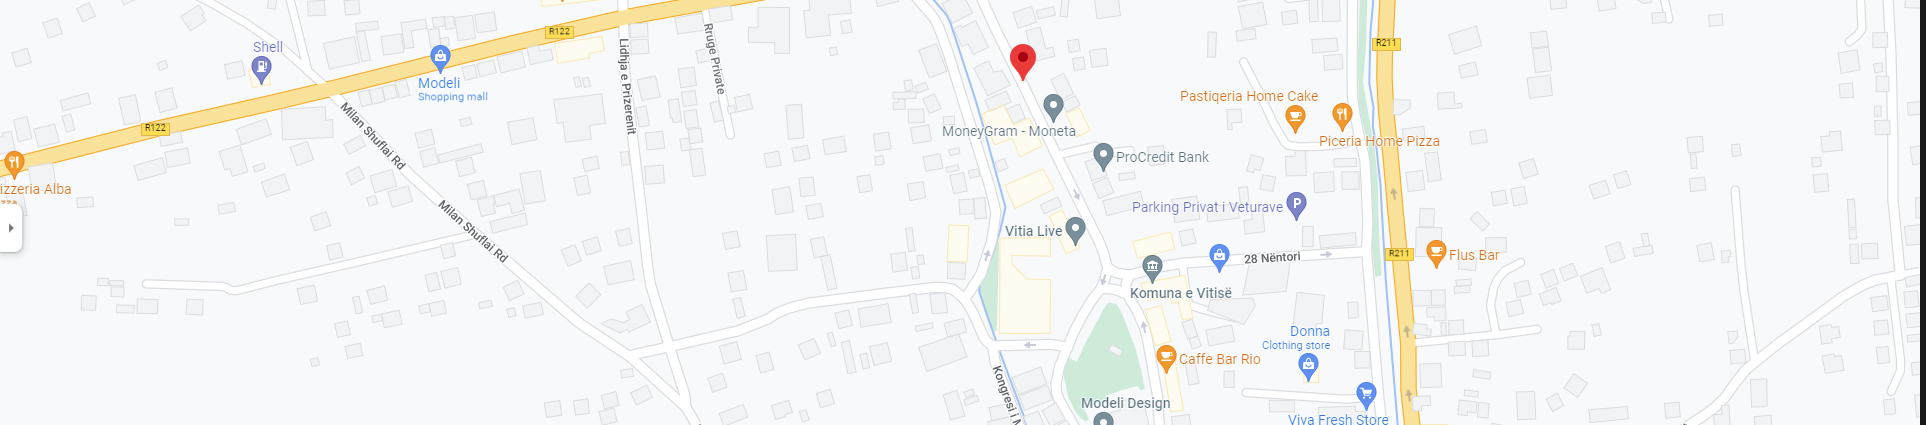 R122
Shell
Modeli
Shopping mall
R122
izzeria Alba
Milan Shuflai Rd
Milan Shuflai Rd
Lidhja e Prizerenit
Rruge Private
MoneyGram - Moneta
ProCredit Bank
Parking Privat i Veturave
Vitia Live
28 Nëntori
Komuna e Vitisë
Pastiqeria Home Cake
Piceria Home Pizza
R211
R211
Flus Bar
Donna
Clothing store
Caffe Bar Rio
Modeli Design
Viva Fresh Store
Kongresi i
P